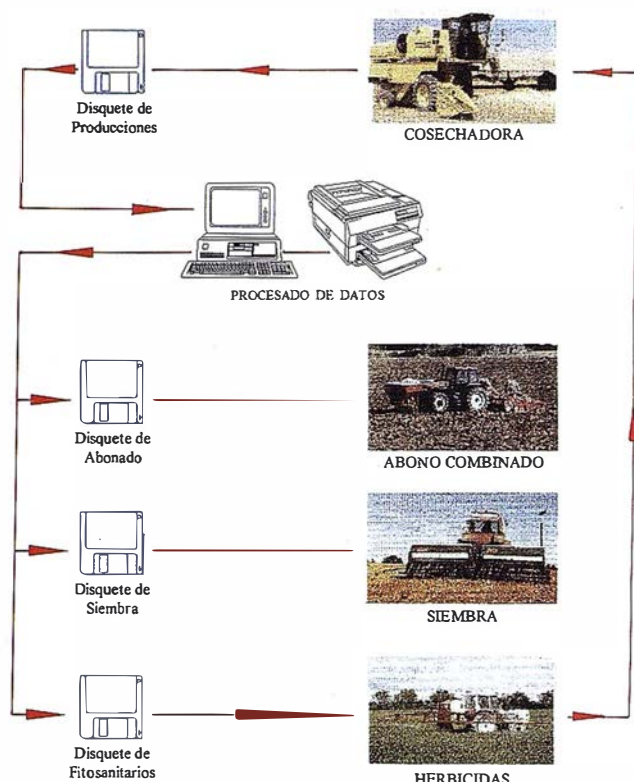 Disquete de
Producciones
COSECHADORA
PROCESADO DE DATOS
Disquete de
Abonado
ABONO COMBINADO
Disquete de
Siembra
SIEMBRA
Disquete de
Fitosanitarios
HERBICIDAS